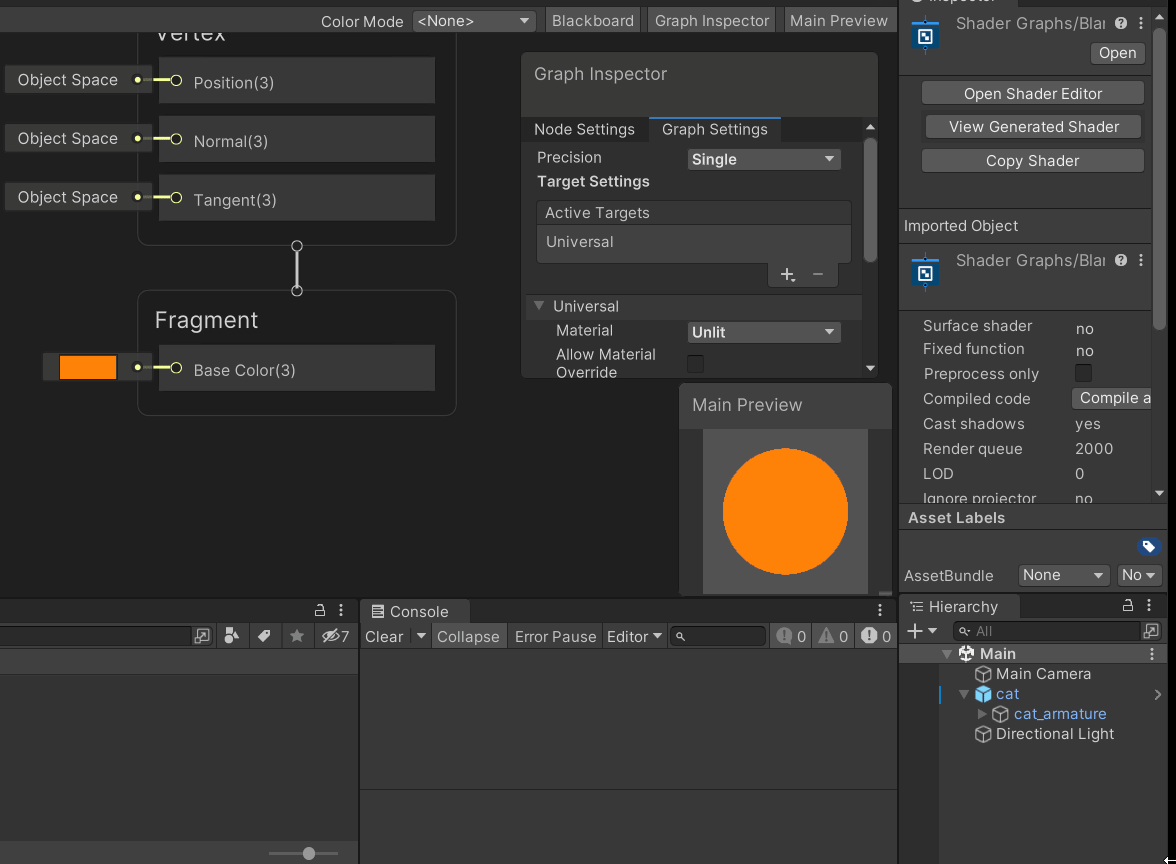 Color Mode <None> Blackboard Graph Inspector Main Preview
Vertex
Object Space Position(3)
Object Space Normal(3)
Object Space Tangent(3)
Fragment
Base Color(3)
Graph Inspector
Node Settings Graph Settings
Precision Single
Target Settings
Active Targets
Universal
Universal
Material Unlit
Allow Material
Override
Main Preview
Inspector
Shader Graphs/Bla
Open
Open Shader Editor
View Generated Shader
Copy Shader
Imported Object
Shader Graphs/Bla
Surface shader no
Fixed function no
Preprocess only
Compiled code Compile a
Cast shadows yes
Render queue 2000
LOD 0
Ignore projector no
Asset Labels
AssetBundle None No
7
Console
Clear Collapse Error Pause Editor 0 0 0
Hierarchy
All
Main
Main Camera
cat
cat_armature
Directional Light